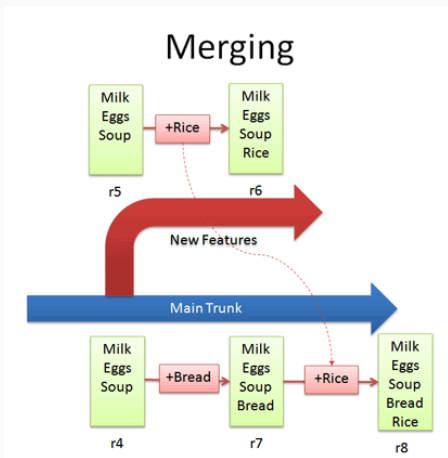 Merging
Milk
Eggs
Soup
+Rice
Milk
Eggs
Soup
Rice
r5
r6
New Features
Main Trunk
Milk
Eggs
Soup
+Bread
Milk
Eggs
Soup
Bread
+Rice
Milk
Eggs
Soup
Bread
Rice
r4
r7
r8